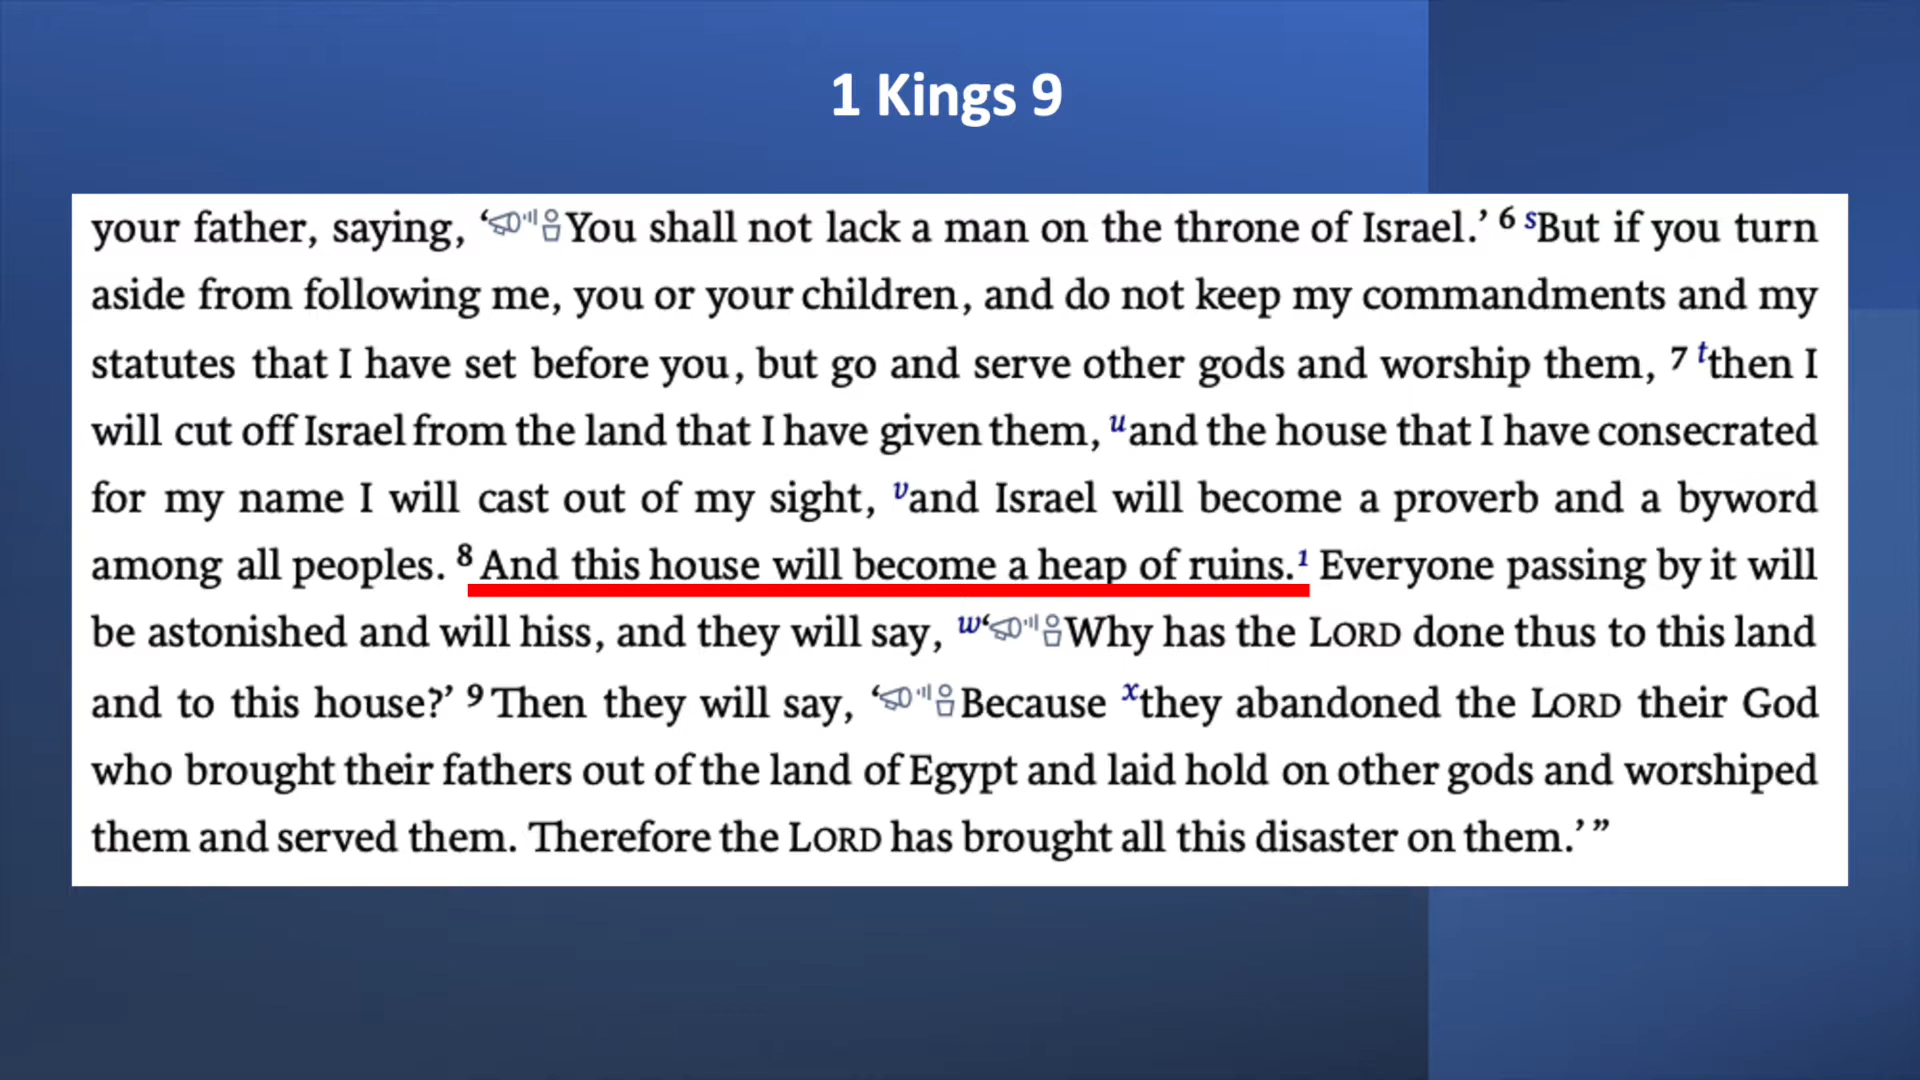 1 Kings 9
your father, saying, ‘You shall not lack a man on the throne of Israel.’ 6 sBut if you turn
aside from following me, you or your children, and do not keep my commandments and my
statutes that I have set before you, but go and serve other gods and worship them, 7 tthen I
will cut off Israel from the land that I have given them, uand the house that I have consecrated
for my name I will cast out of my sight, vand Israel will become a proverb and a byword
among all peoples. 8 And this house will become a heap of ruins.1 Everyone passing by it will
be astonished and will hiss, and they will say, w‘Why has the LORD done thus to this land
and to this house?’ 9 Then they will say, ‘Because xthey abandoned the LORD their God
who brought their fathers out of the land of Egypt and laid hold on other gods and worshiped
them and served them. Therefore the LORD has brought all this disaster on them.’”